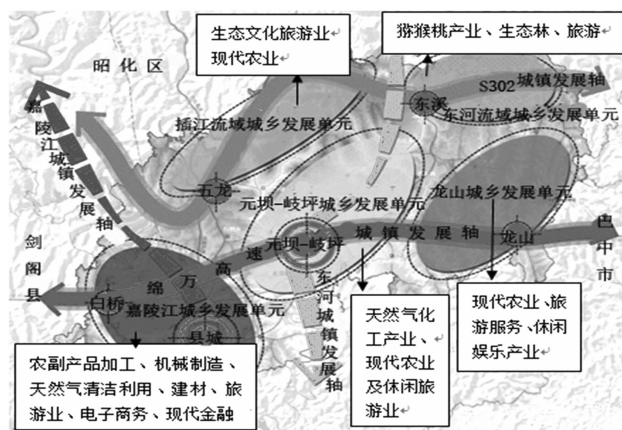 生态文化旅游业
现代农业
猕猴桃产业、生态林、旅游
昭化区
S302 城镇发展轴
东溪
东河流域城乡发展单元
嘉陵江城镇发展轴
插江流域城乡发展单元
五龙
龙山城乡发展单元
元坝-岐坪城乡发展单元
元坝-岐坪
城镇发展轴
龙山
巴中市
剑阁县
绵万高速
白桥
嘉陵江城乡发展单元
县城
东河城镇发展轴
天然气化
工产业、
现代农业
及休闲旅
游业
现代农业、旅
游服务、休闲
娱乐产业
农副产品加工、机械制造、
天然气清洁利用、建材、旅
游业、电子商务、现代金融